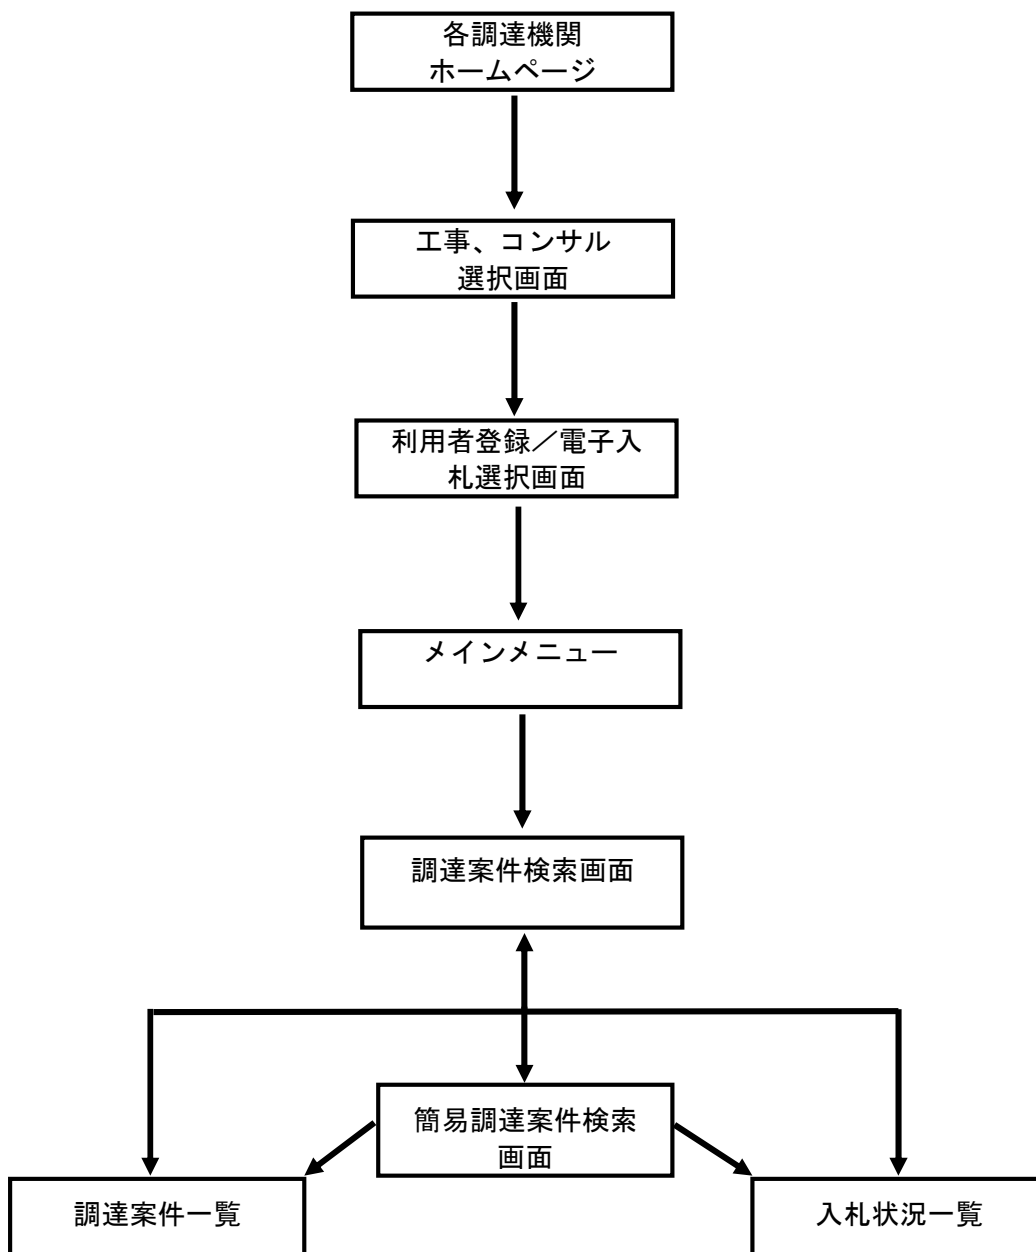 各調達機関
ホームページ
工事、コンサル
選択画面
利用者登録／電子入
札選択画面
メインメニュー
調達案件検索画面
簡易調達案件検索
画面
調達案件一覧
入札状況一覧